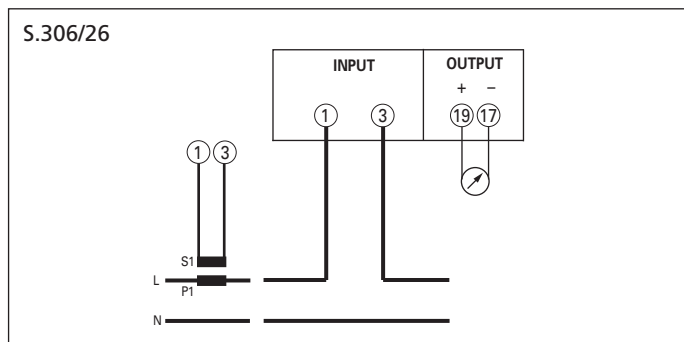 S.306/26
INPUT
OUTPUT
+ −
1 3 19 17
1 3
S1
L
P1
N